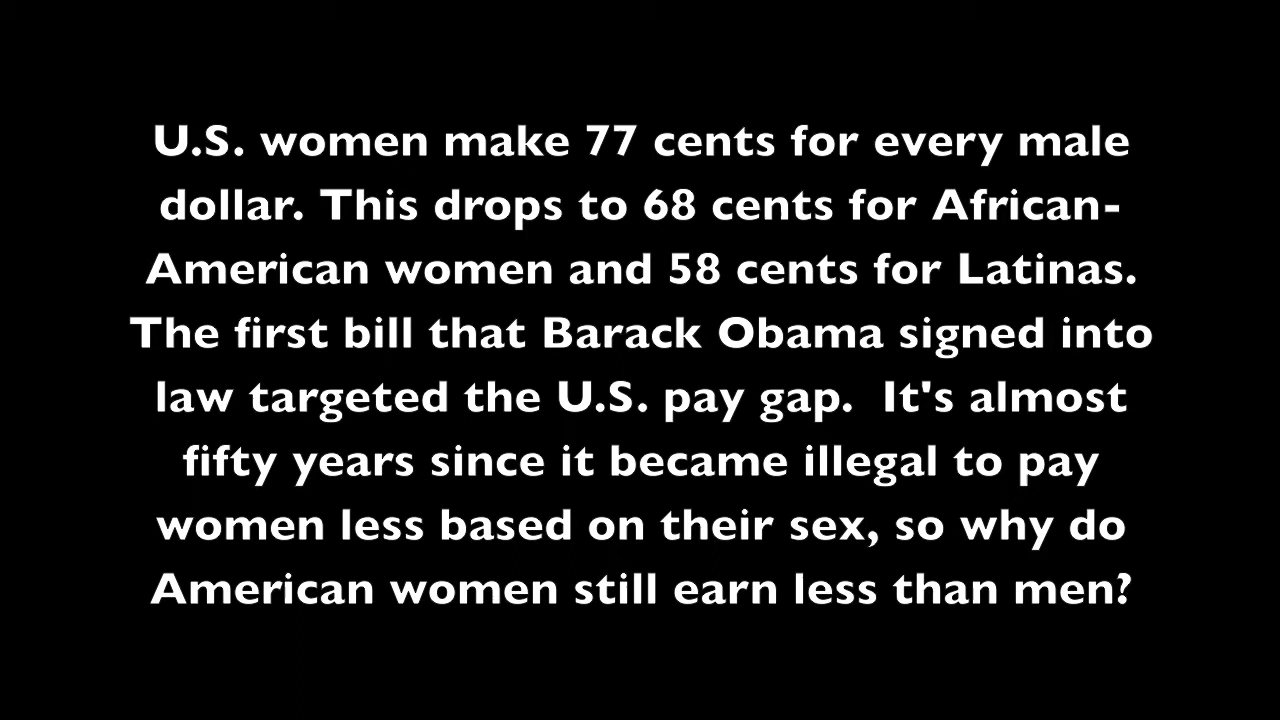 U.S. women make 77 cents for every male
dollar. This drops to 68 cents for African-
American women and 58 cents for Latinas.
The first bill that Barack Obama signed into
law targeted the U.S. pay gap.  It's almost
fifty years since it became illegal to pay
women less based on their sex, so why do
American women still earn less than men?